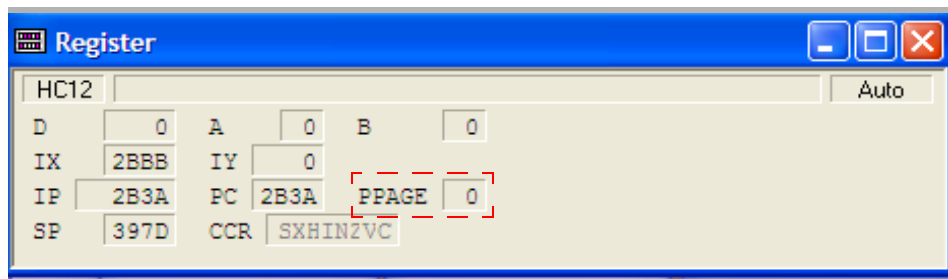 Register
HC12 Auto
D 0 A 0 B 0
IX 2BBB IY 0
IP 2B3A PC 2B3A PPAGE 0
SP 397D CCR SXHINZVC